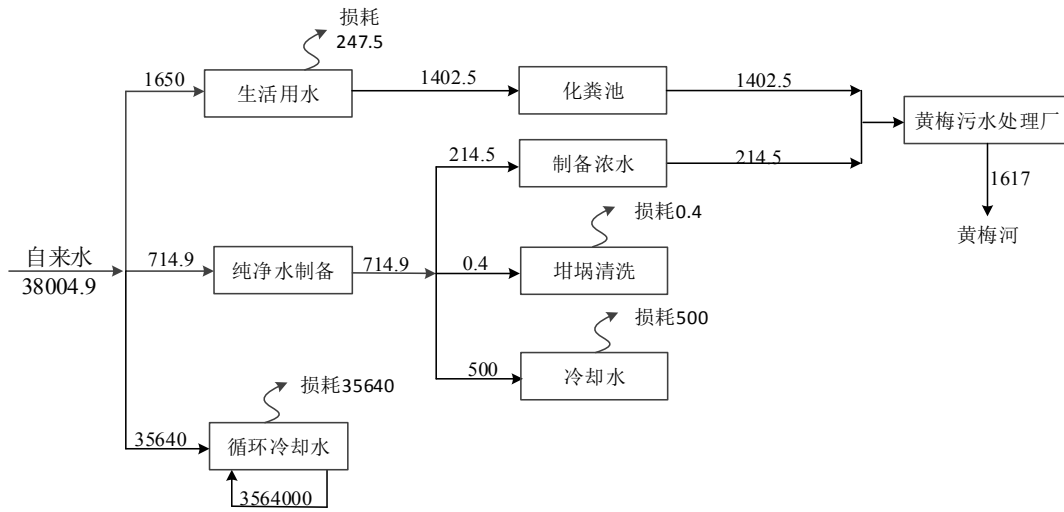 损耗
247.5
1650
生活用水
1402.5
化粪池
1402.5
黄梅污水处理厂
214.5
制备浓水
214.5
1617
黄梅河
损耗0.4
自来水
38004.9
714.9
纯净水制备
714.9
0.4
坩埚清洗
损耗500
500
冷却水
损耗35640
35640
循环冷却水
3564000